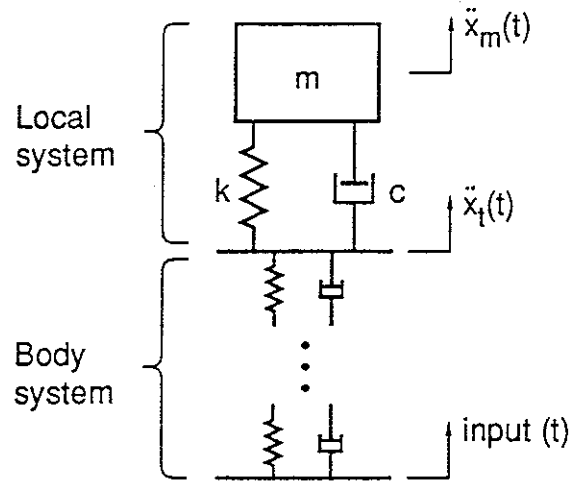 ẍm(t)
m
Local
system
k
c
ẍt(t)
Body
system
input (t)